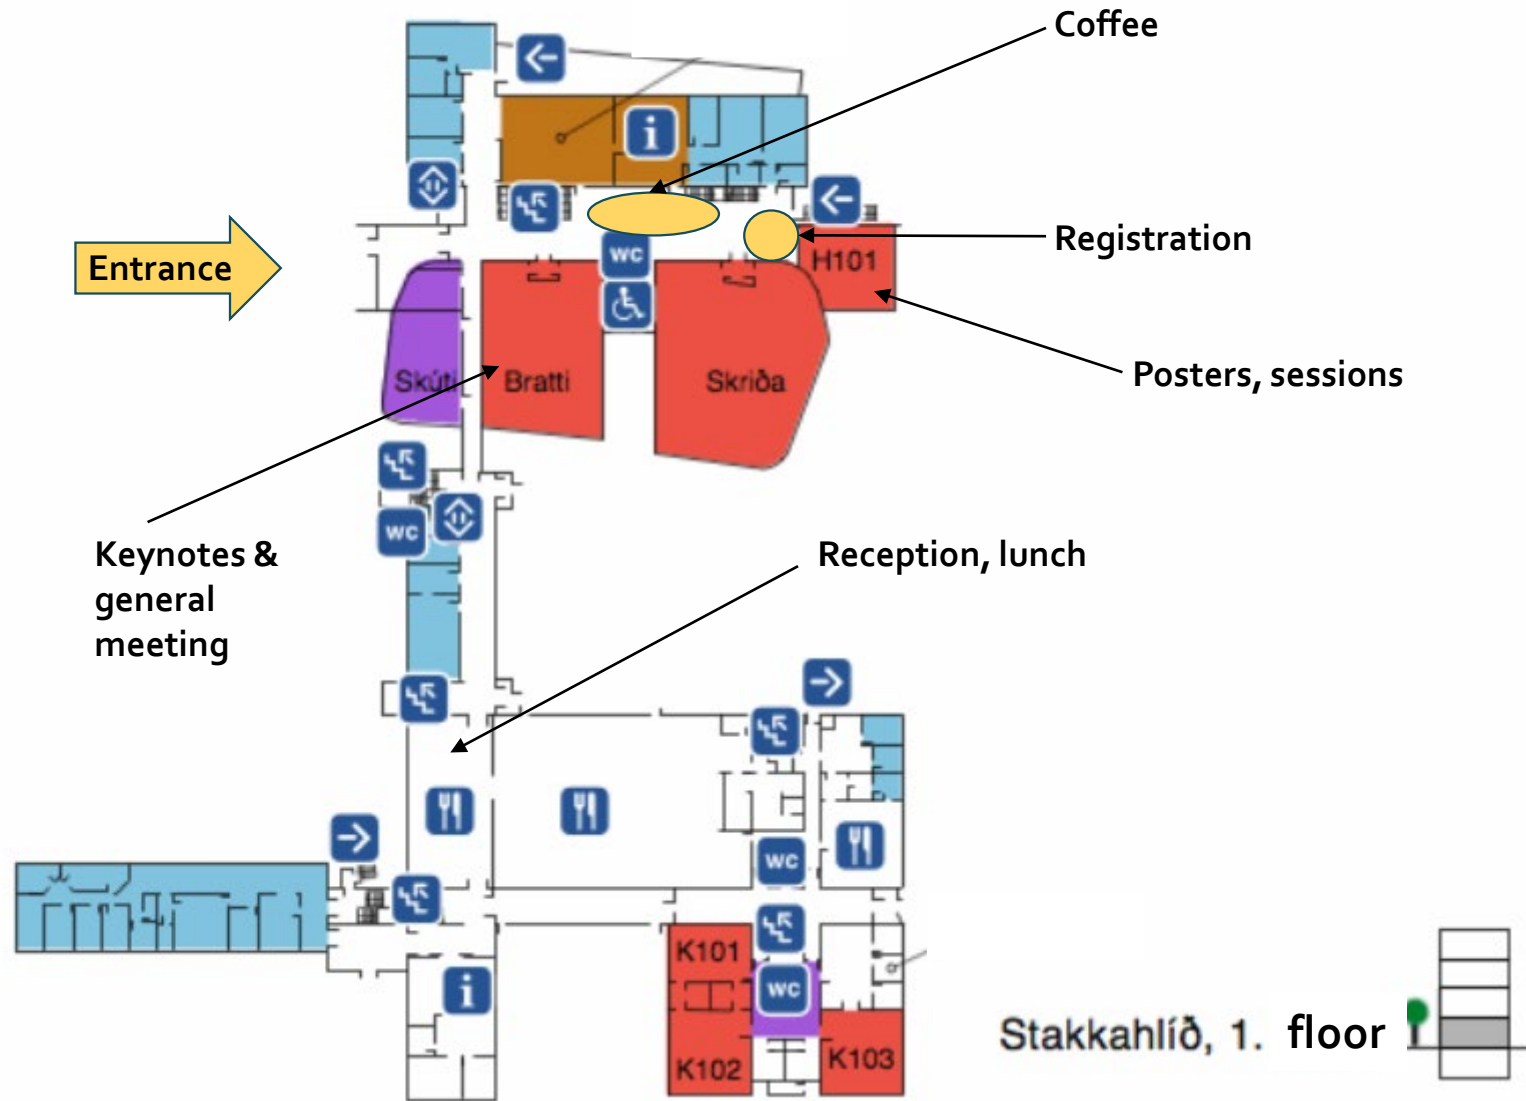 Coffee
i
Entrance
wc
H101
Registration
Skúti
Bratti
Skriða
Posters, sessions
wc
Keynotes &
general
meeting
Reception, lunch
wc
K101
i
wc
K102
K103
Stakkahlíð, 1. floor